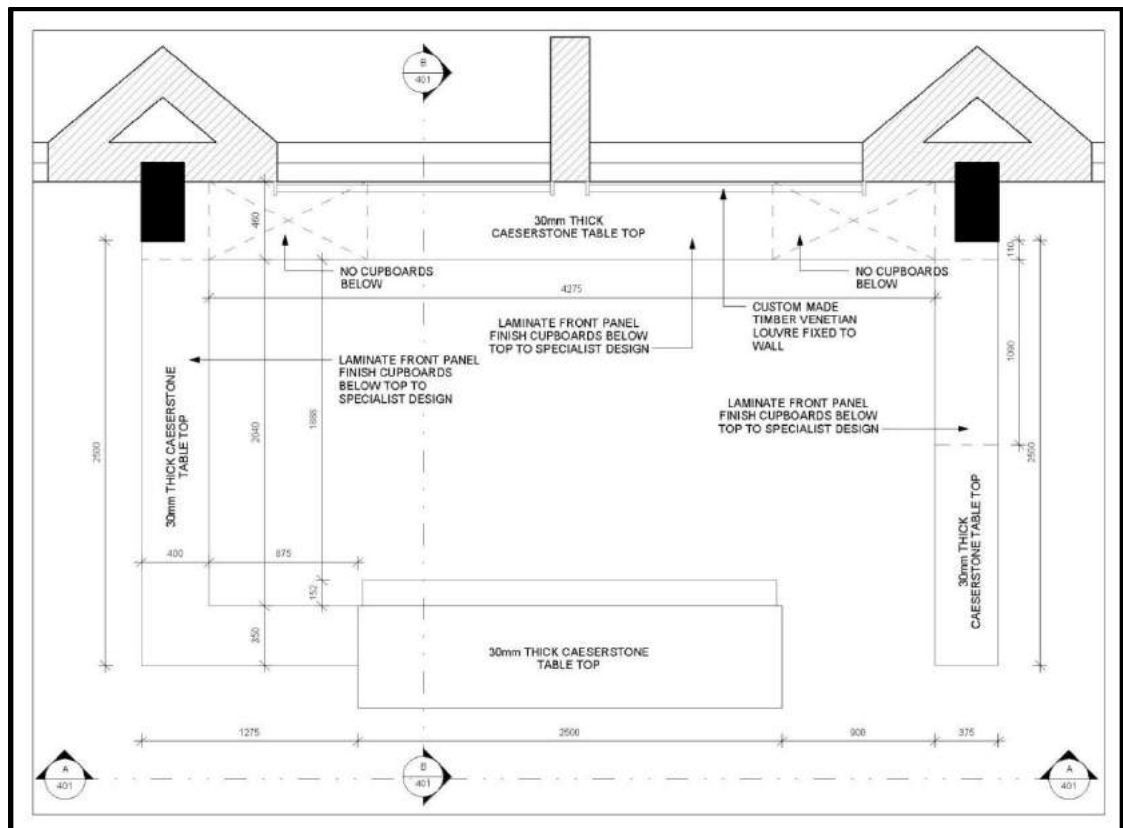 B
401
460
30mm THICK
CAESERSTONE TABLE TOP
110
NO CUPBOARDS
BELOW
NO CUPBOARDS
BELOW
4275
CUSTOM MADE
TIMBER VENETIAN
LOUVRE FIXED TO
WALL
LAMINATE FRONT PANEL
FINISH CUPBOARDS BELOW
TOP TO SPECIALIST DESIGN
LAMINATE FRONT PANEL
FINISH CUPBOARDS
BELOW TOP TO
SPECIALIST DESIGN
1090
LAMINATE FRONT PANEL
FINISH CUPBOARDS BELOW
TOP TO SPECIALIST DESIGN
2500
30mm THICK CAESERSTONE
TABLE TOP
2040
1888
2500
30mm THICK
CAESERSTONE TABLE TOP
400
875
152
350
30mm THICK CAESERSTONE
TABLE TOP
1275
2500
900
375
A
401
B
401
A
401